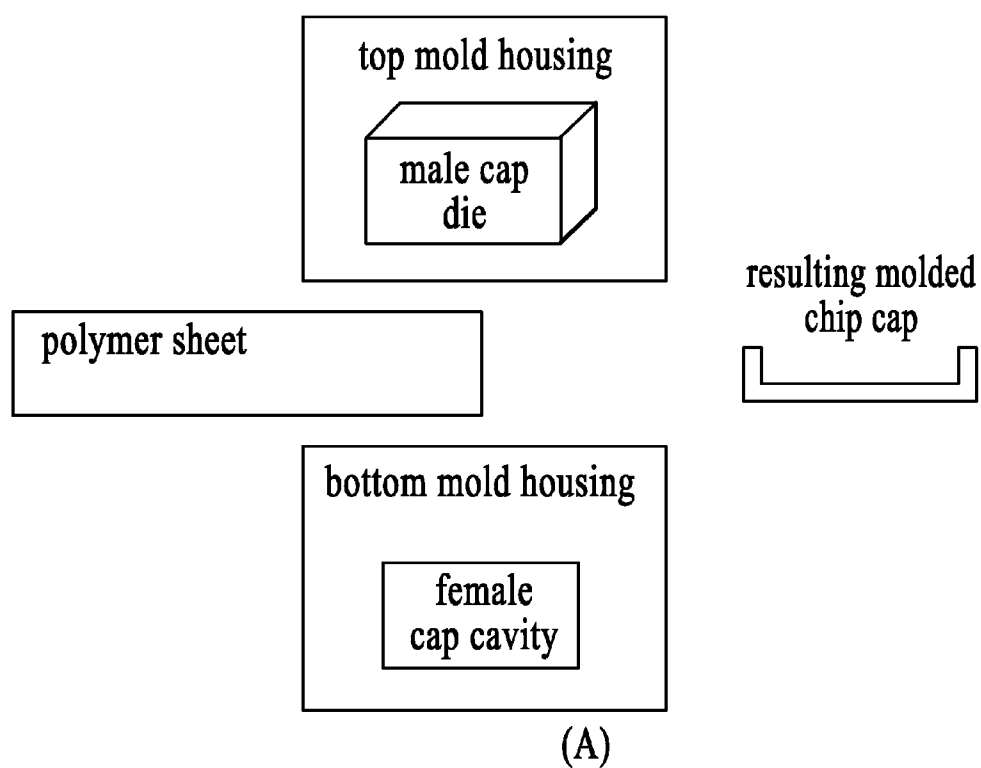 top mold housing
male cap
die
resulting molded
chip cap
polymer sheet
bottom mold housing
female
cap cavity
(A)